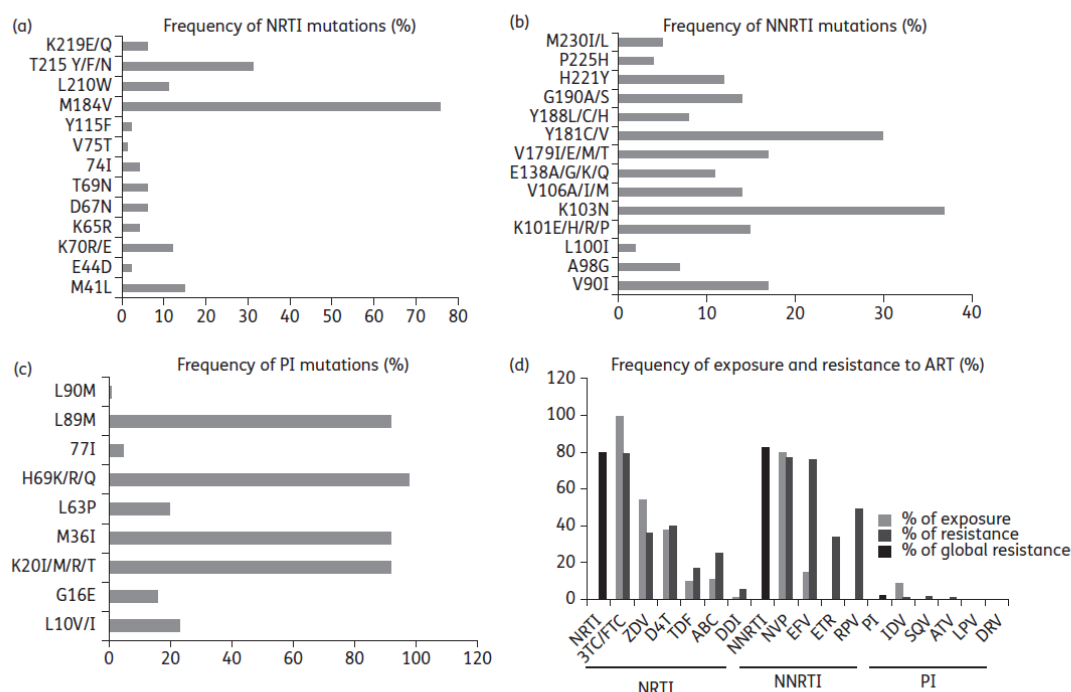 (a) Frequency of NRTI mutations (%)
K219E/Q
T215 Y/F/N
L210W
M184V
Y115F
V75T
74I
T69N
D67N
K65R
K70R/E
E44D
M41L
0 10 20 30 40 50 60 70 80
(b) Frequency of NNRTI mutations (%)
M230I/L
P225H
H221Y
G190A/S
Y188L/C/H
Y181C/V
V179I/E/M/T
E138A/G/K/Q
V106A/I/M
K103N
K101E/H/R/P
L100I
A98G
V90I
0 10 20 30 40
(c) Frequency of PI mutations (%)
L90M
L89M
77I
H69K/R/Q
L63P
M36I
K20I/M/R/T
G16E
L10V/I
0 20 40 60 80 100 120
(d) Frequency of exposure and resistance to ART (%)
120
100
80
60
40
20
0
% of exposure
% of resistance
% of global resistance
NRTI 3TC/FTC ZDV D4T TDF ABC DDI NNRTI NVP EFV ETR RPV PI IDV SQV ATV LPV DRV
NRTI NNRTI PI